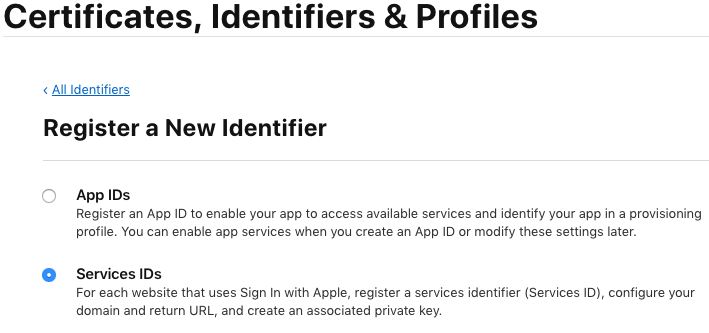 Certificates, Identifiers & Profiles
‹ All Identifiers
Register a New Identifier
App IDs
Register an App ID to enable your app to access available services and identify your app in a provisioning
profile. You can enable app services when you create an App ID or modify these settings later.
Services IDs
For each website that uses Sign In with Apple, register a services identifier (Services ID), configure your
domain and return URL, and create an associated private key.